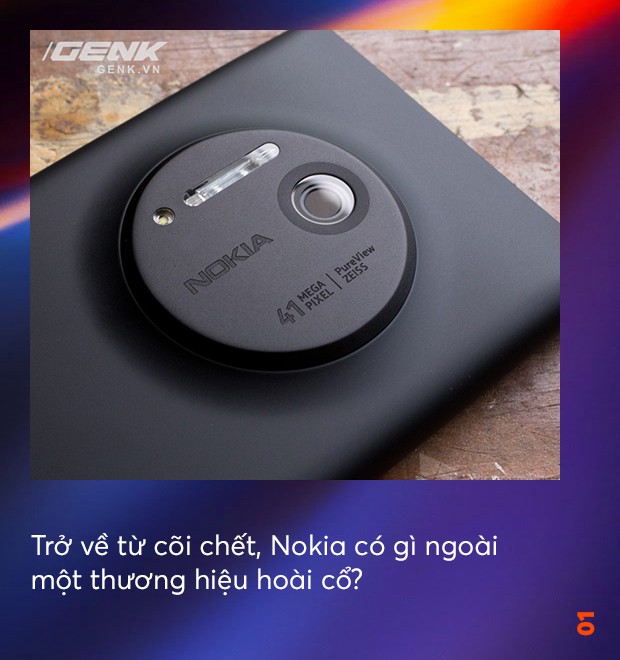 GENK
GENK.VN
NOKIA
41 MEGA PIXEL | PureView ZEISS
Trở về từ cõi chết, Nokia có gì ngoài
một thương hiệu hoài cổ?
01